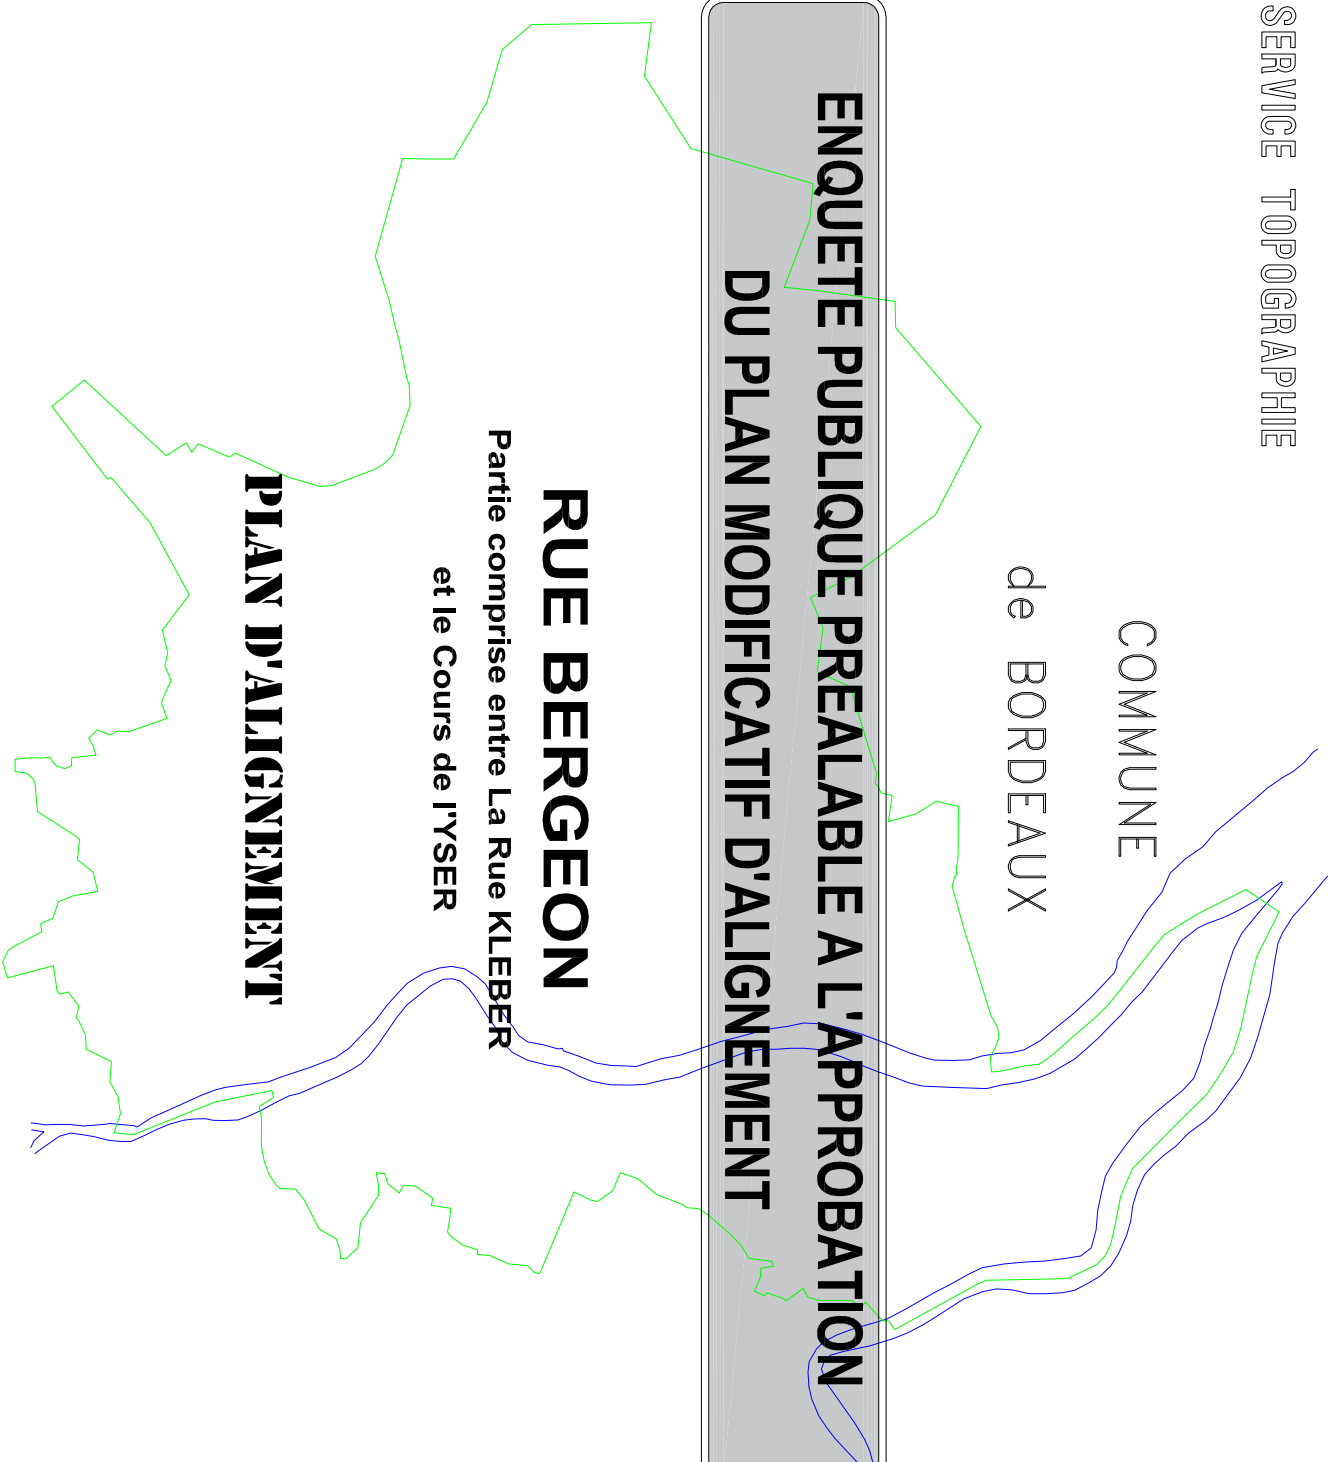 SERVICE TOPOGRAPHIE
COMMUNE
de BORDEAUX
ENQUETE PUBLIQUE PREALABLE A L'APPROBATION
DU PLAN MODIFICATIF D'ALIGNEMENT
RUE BERGEON
Partie comprise entre La Rue KLEBER
et le Cours de l'YSER
PLAN D'ALIGNEMENT